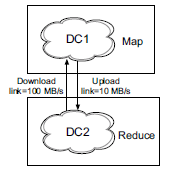 DC1
Map
Download
link=100 MB/s
Upload
link=10 MB/s
DC2
Reduce